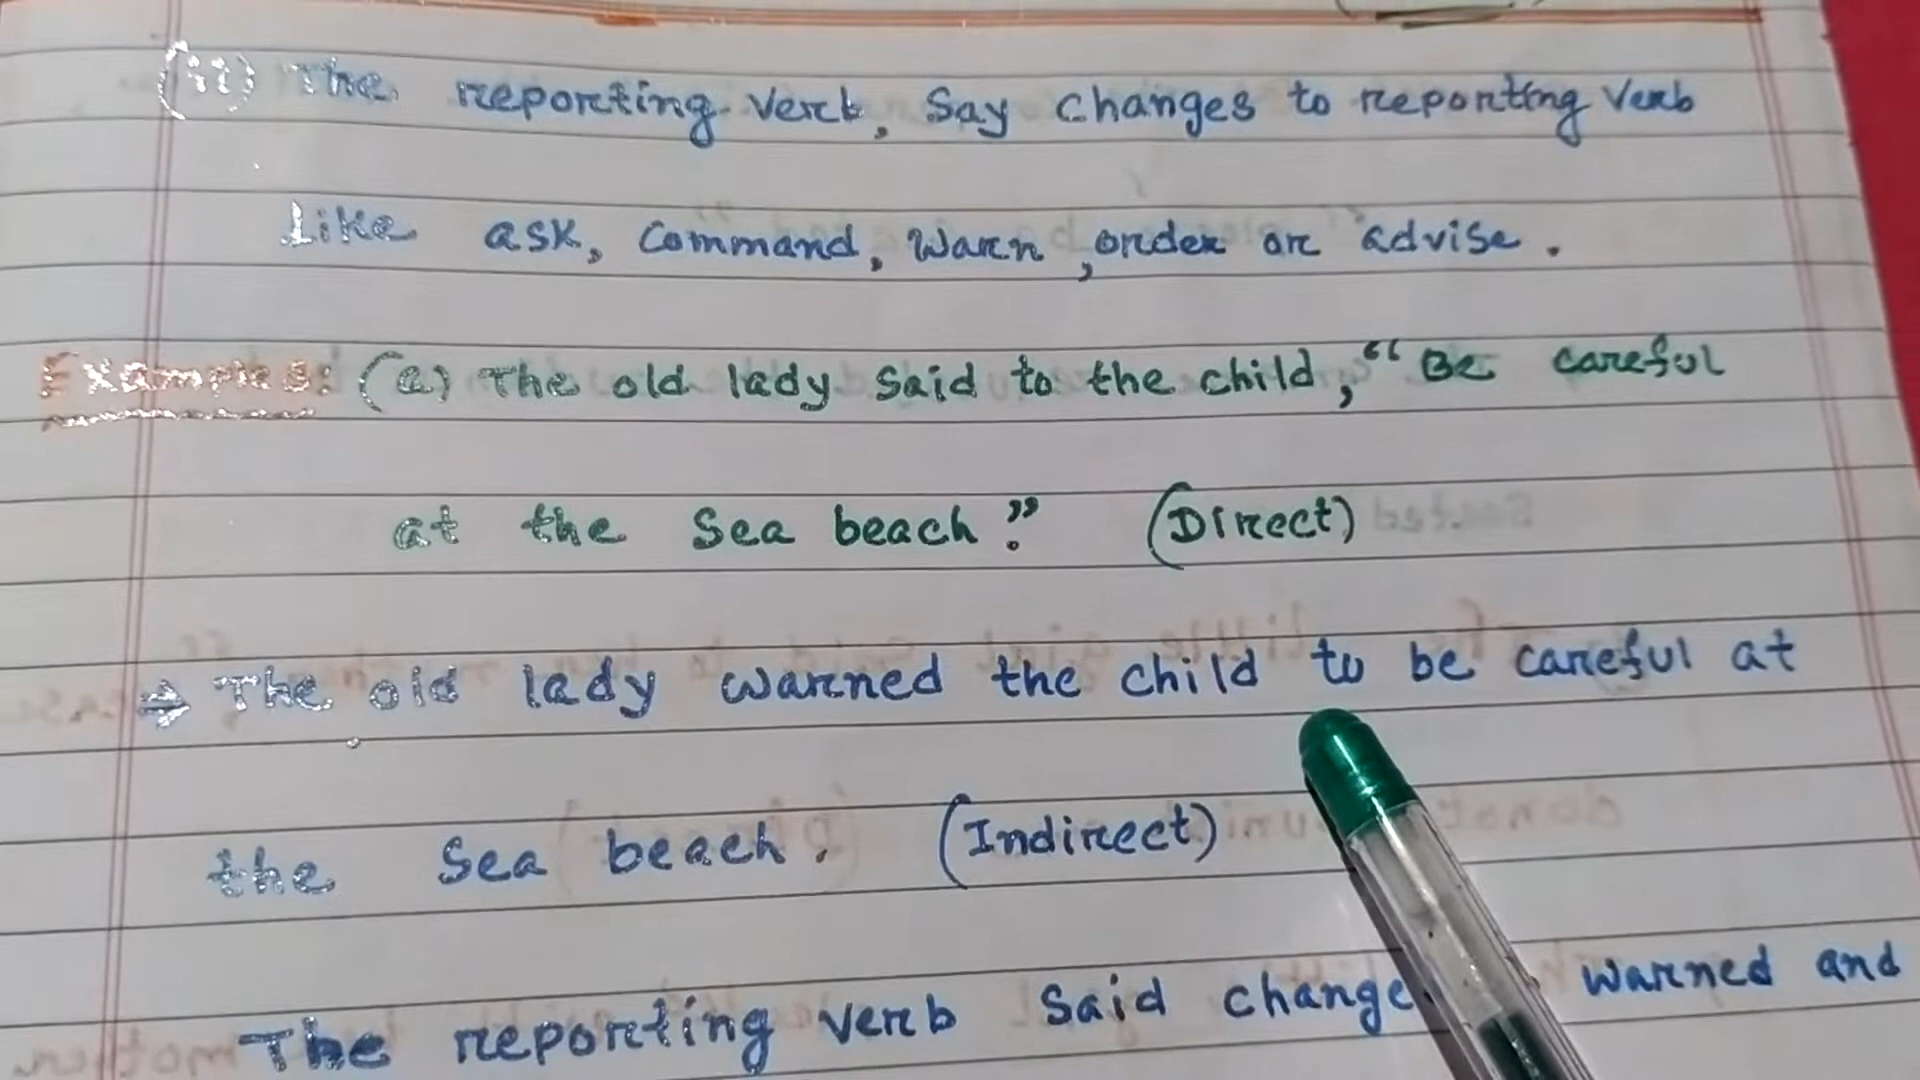 (ii) The reporting verb, Say changes to reporting Verb
Like ask, Command, Warn, order or advise.
Examples: (a) The old lady said to the child, “Be careful
at the Sea beach.” (Direct)
⇒ The old lady warned the child to be careful at
the Sea beach. (Indirect)
The reporting verb Said change warned and